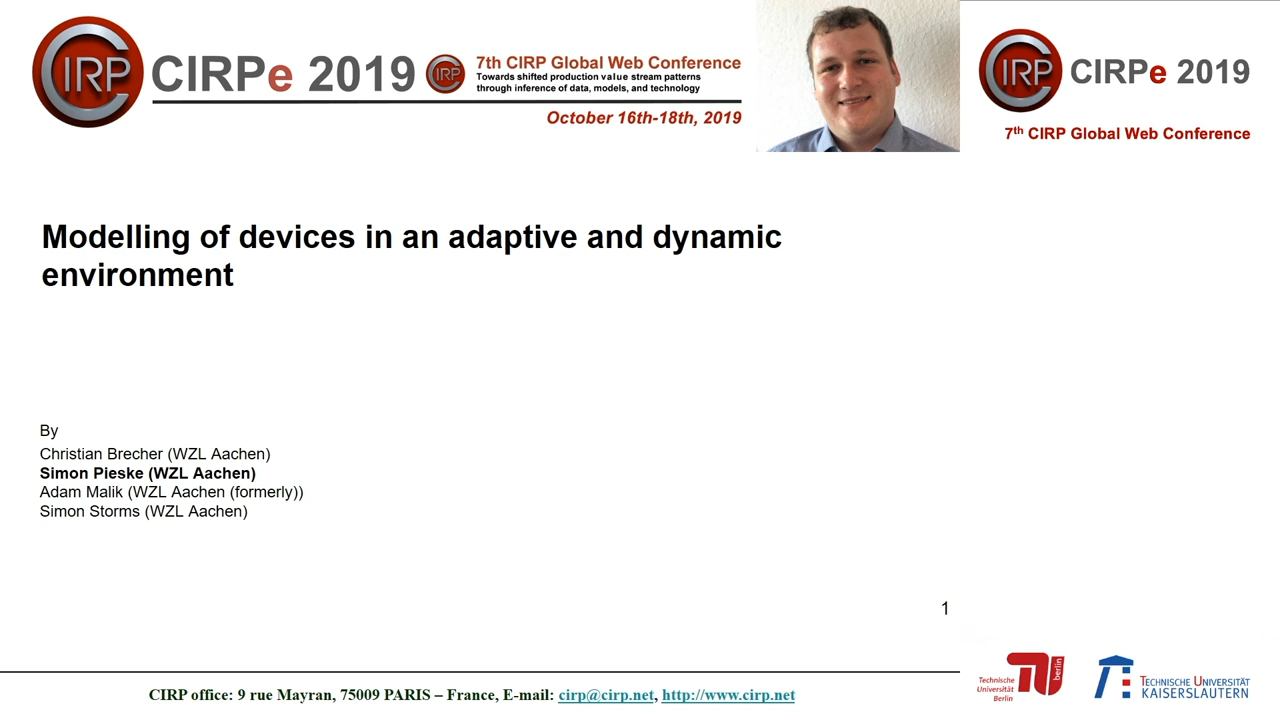 CIRP
CIRPe 2019
CIRP
7th CIRP Global Web Conference
Towards shifted production value stream patterns
through inference of data, models, and technology
October 16th-18th, 2019
CIRP
CIRPe 2019
7th CIRP Global Web Conference
Modelling of devices in an adaptive and dynamic
environment
By
Christian Brecher (WZL Aachen)
Simon Pieske (WZL Aachen)
Adam Malik (WZL Aachen (formerly))
Simon Storms (WZL Aachen)
1
CIRP office: 9 rue Mayran, 75009 PARIS – France, E-mail: cirp@cirp.net, http://www.cirp.net
Technische
Universität
Berlin
berlin
TECHNISCHE UNIVERSITÄT
KAISERSLAUTERN